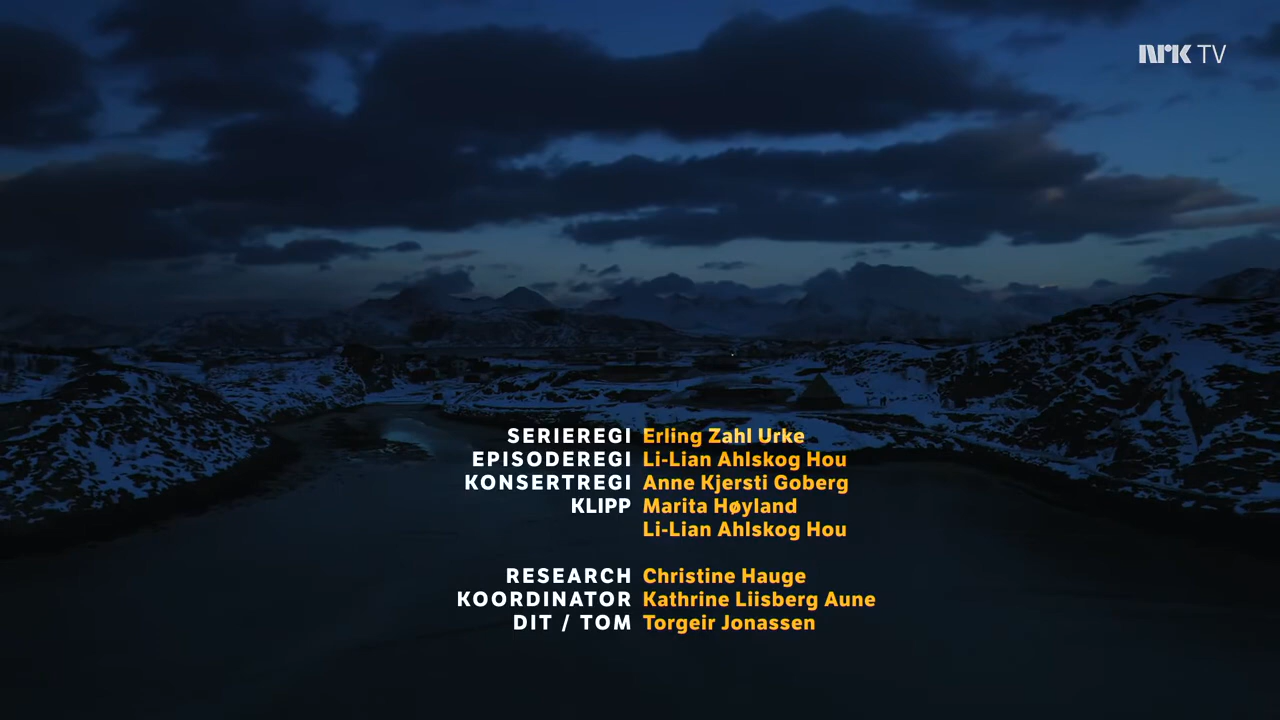 nrk TV
SERIEREGI Erling Zahl Urke
EPISODEREGI Li-Lian Ahlskog Hou
KONSERTREGI Anne Kjersti Goberg
KLIPP Marita Høyland
Li-Lian Ahlskog Hou
RESEARCH Christine Hauge
KOORDINATOR Kathrine Liisberg Aune
DIT / TOM Torgeir Jonassen